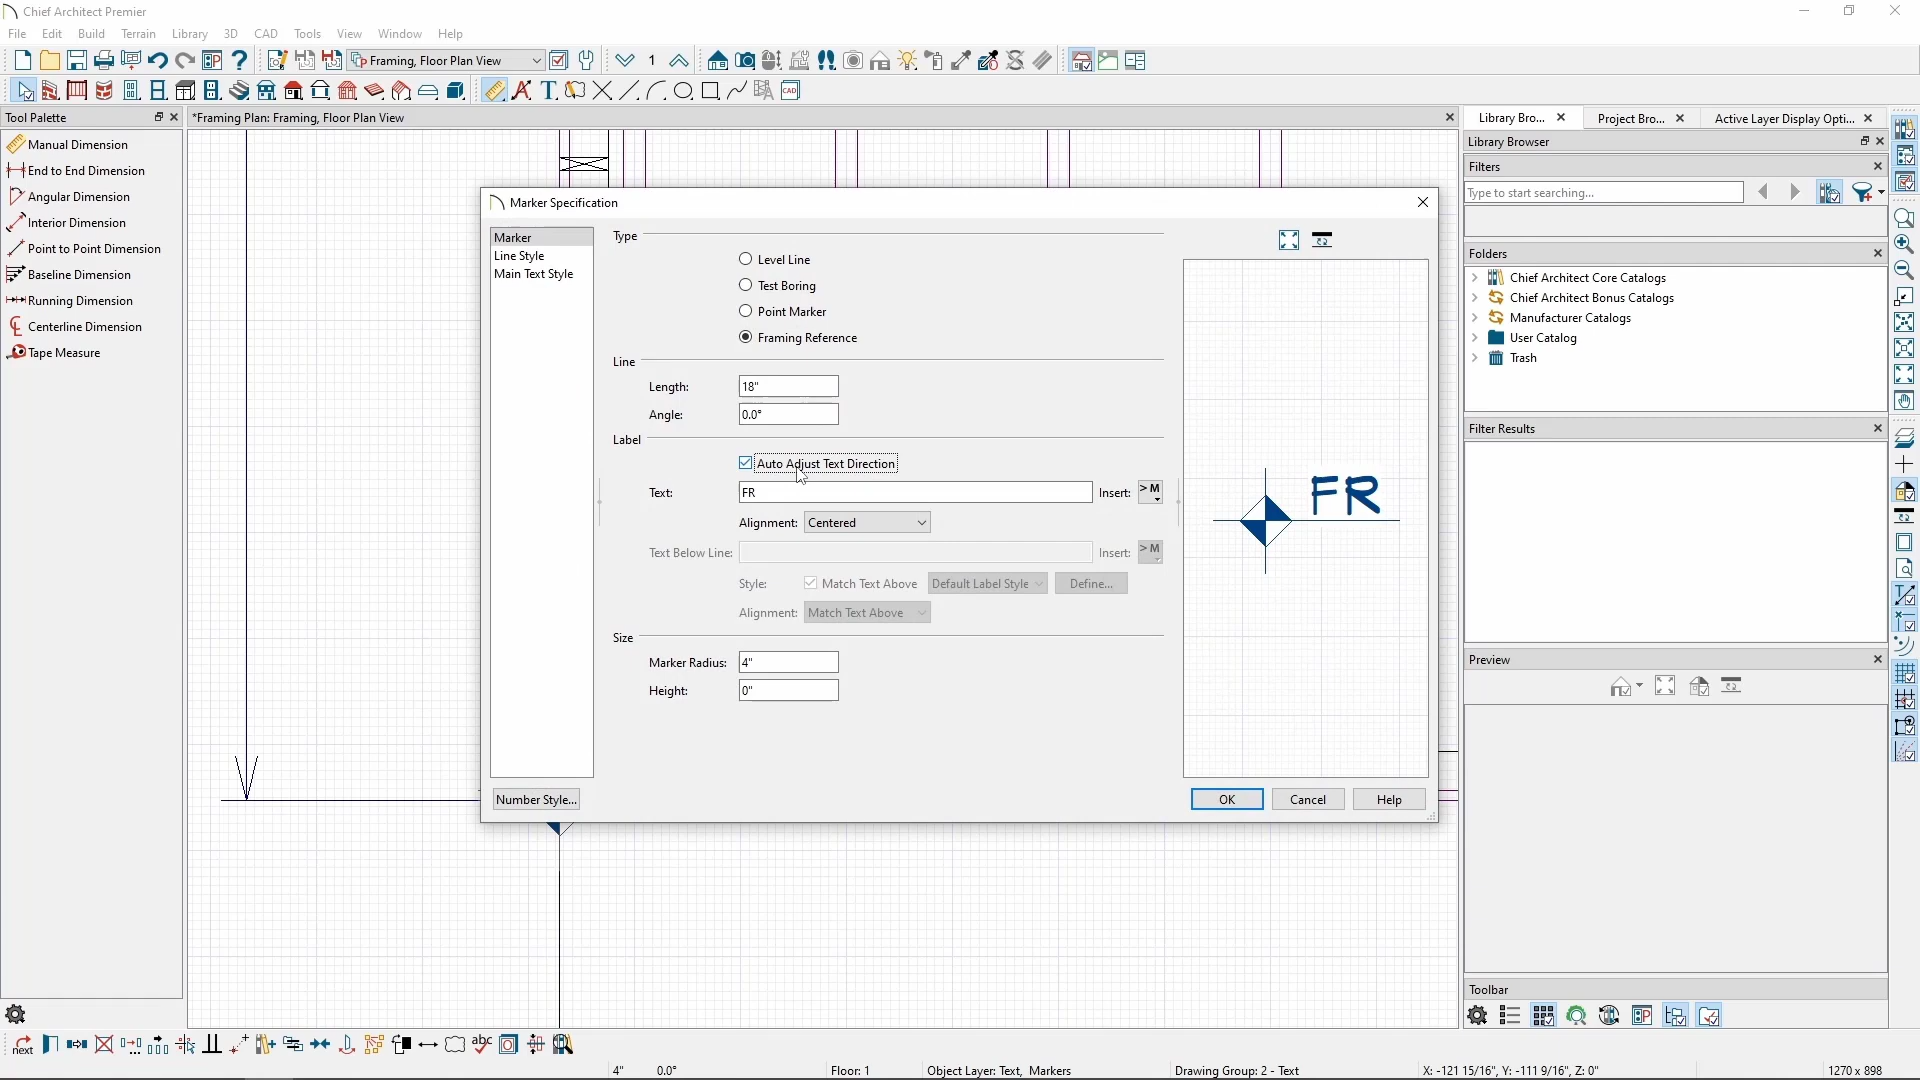 Chief Architect Premier
File Edit Build Terrain Library 3D CAD Tools View Window Help
Framing, Floor Plan View 1
T CAD
Tool Palette
*Framing Plan: Framing, Floor Plan View
Library Bro... Project Bro... Active Layer Display Opti...
Manual Dimension
End to End Dimension
Angular Dimension
Interior Dimension
Point to Point Dimension
Baseline Dimension
Running Dimension
Centerline Dimension
Tape Measure
Marker Specification
Marker
Line Style
Main Text Style
Type
Level Line
Test Boring
Point Marker
Framing Reference
Line
Length: 18"
Angle: 0.0°
Label
Auto Adjust Text Direction
Text: FR Insert: > M
Alignment: Centered
Text Below Line: Insert: > M
Style: Match Text Above Default Label Style Define...
Alignment: Match Text Above
Size
Marker Radius: 4"
Height: 0"
FR
Number Style... OK Cancel Help
Library Browser
Filters
Type to start searching...
Folders
Chief Architect Core Catalogs
Chief Architect Bonus Catalogs
Manufacturer Catalogs
User Catalog
Trash
Filter Results
Preview
Toolbar
next abc
4" 0.0° Floor: 1 Object Layer: Text, Markers Drawing Group: 2 - Text X: -121 15/16", Y: -111 9/16", Z: 0" 1270 x 898